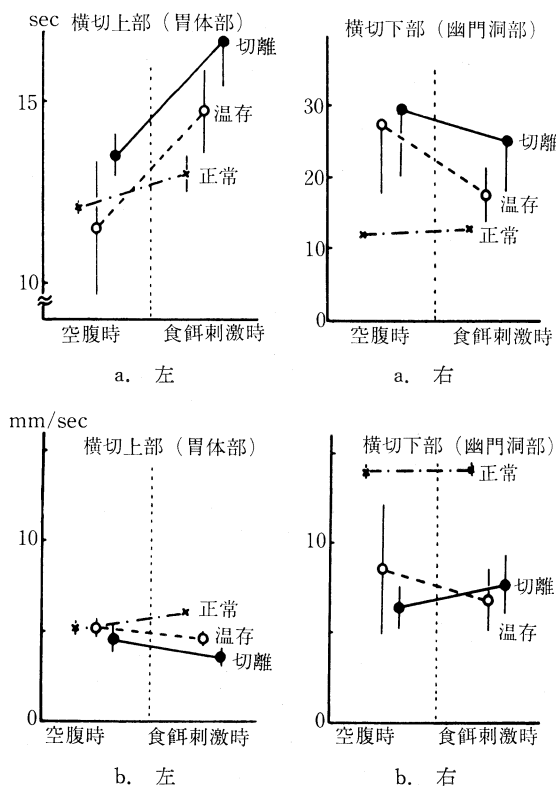 sec 横切上部（胃体部）
15
10
切離
温存
正常
空腹時 食餌刺激時
a. 左
横切下部（幽門洞部）
30
20
10
0
切離
温存
正常
空腹時 食餌刺激時
a. 右
mm/sec
横切上部（胃体部）
10
0
正常
温存
切離
空腹時 食餌刺激時
b. 左
横切下部（幽門洞部）
10
0
正常
切離
温存
空腹時 食餌刺激時
b. 右